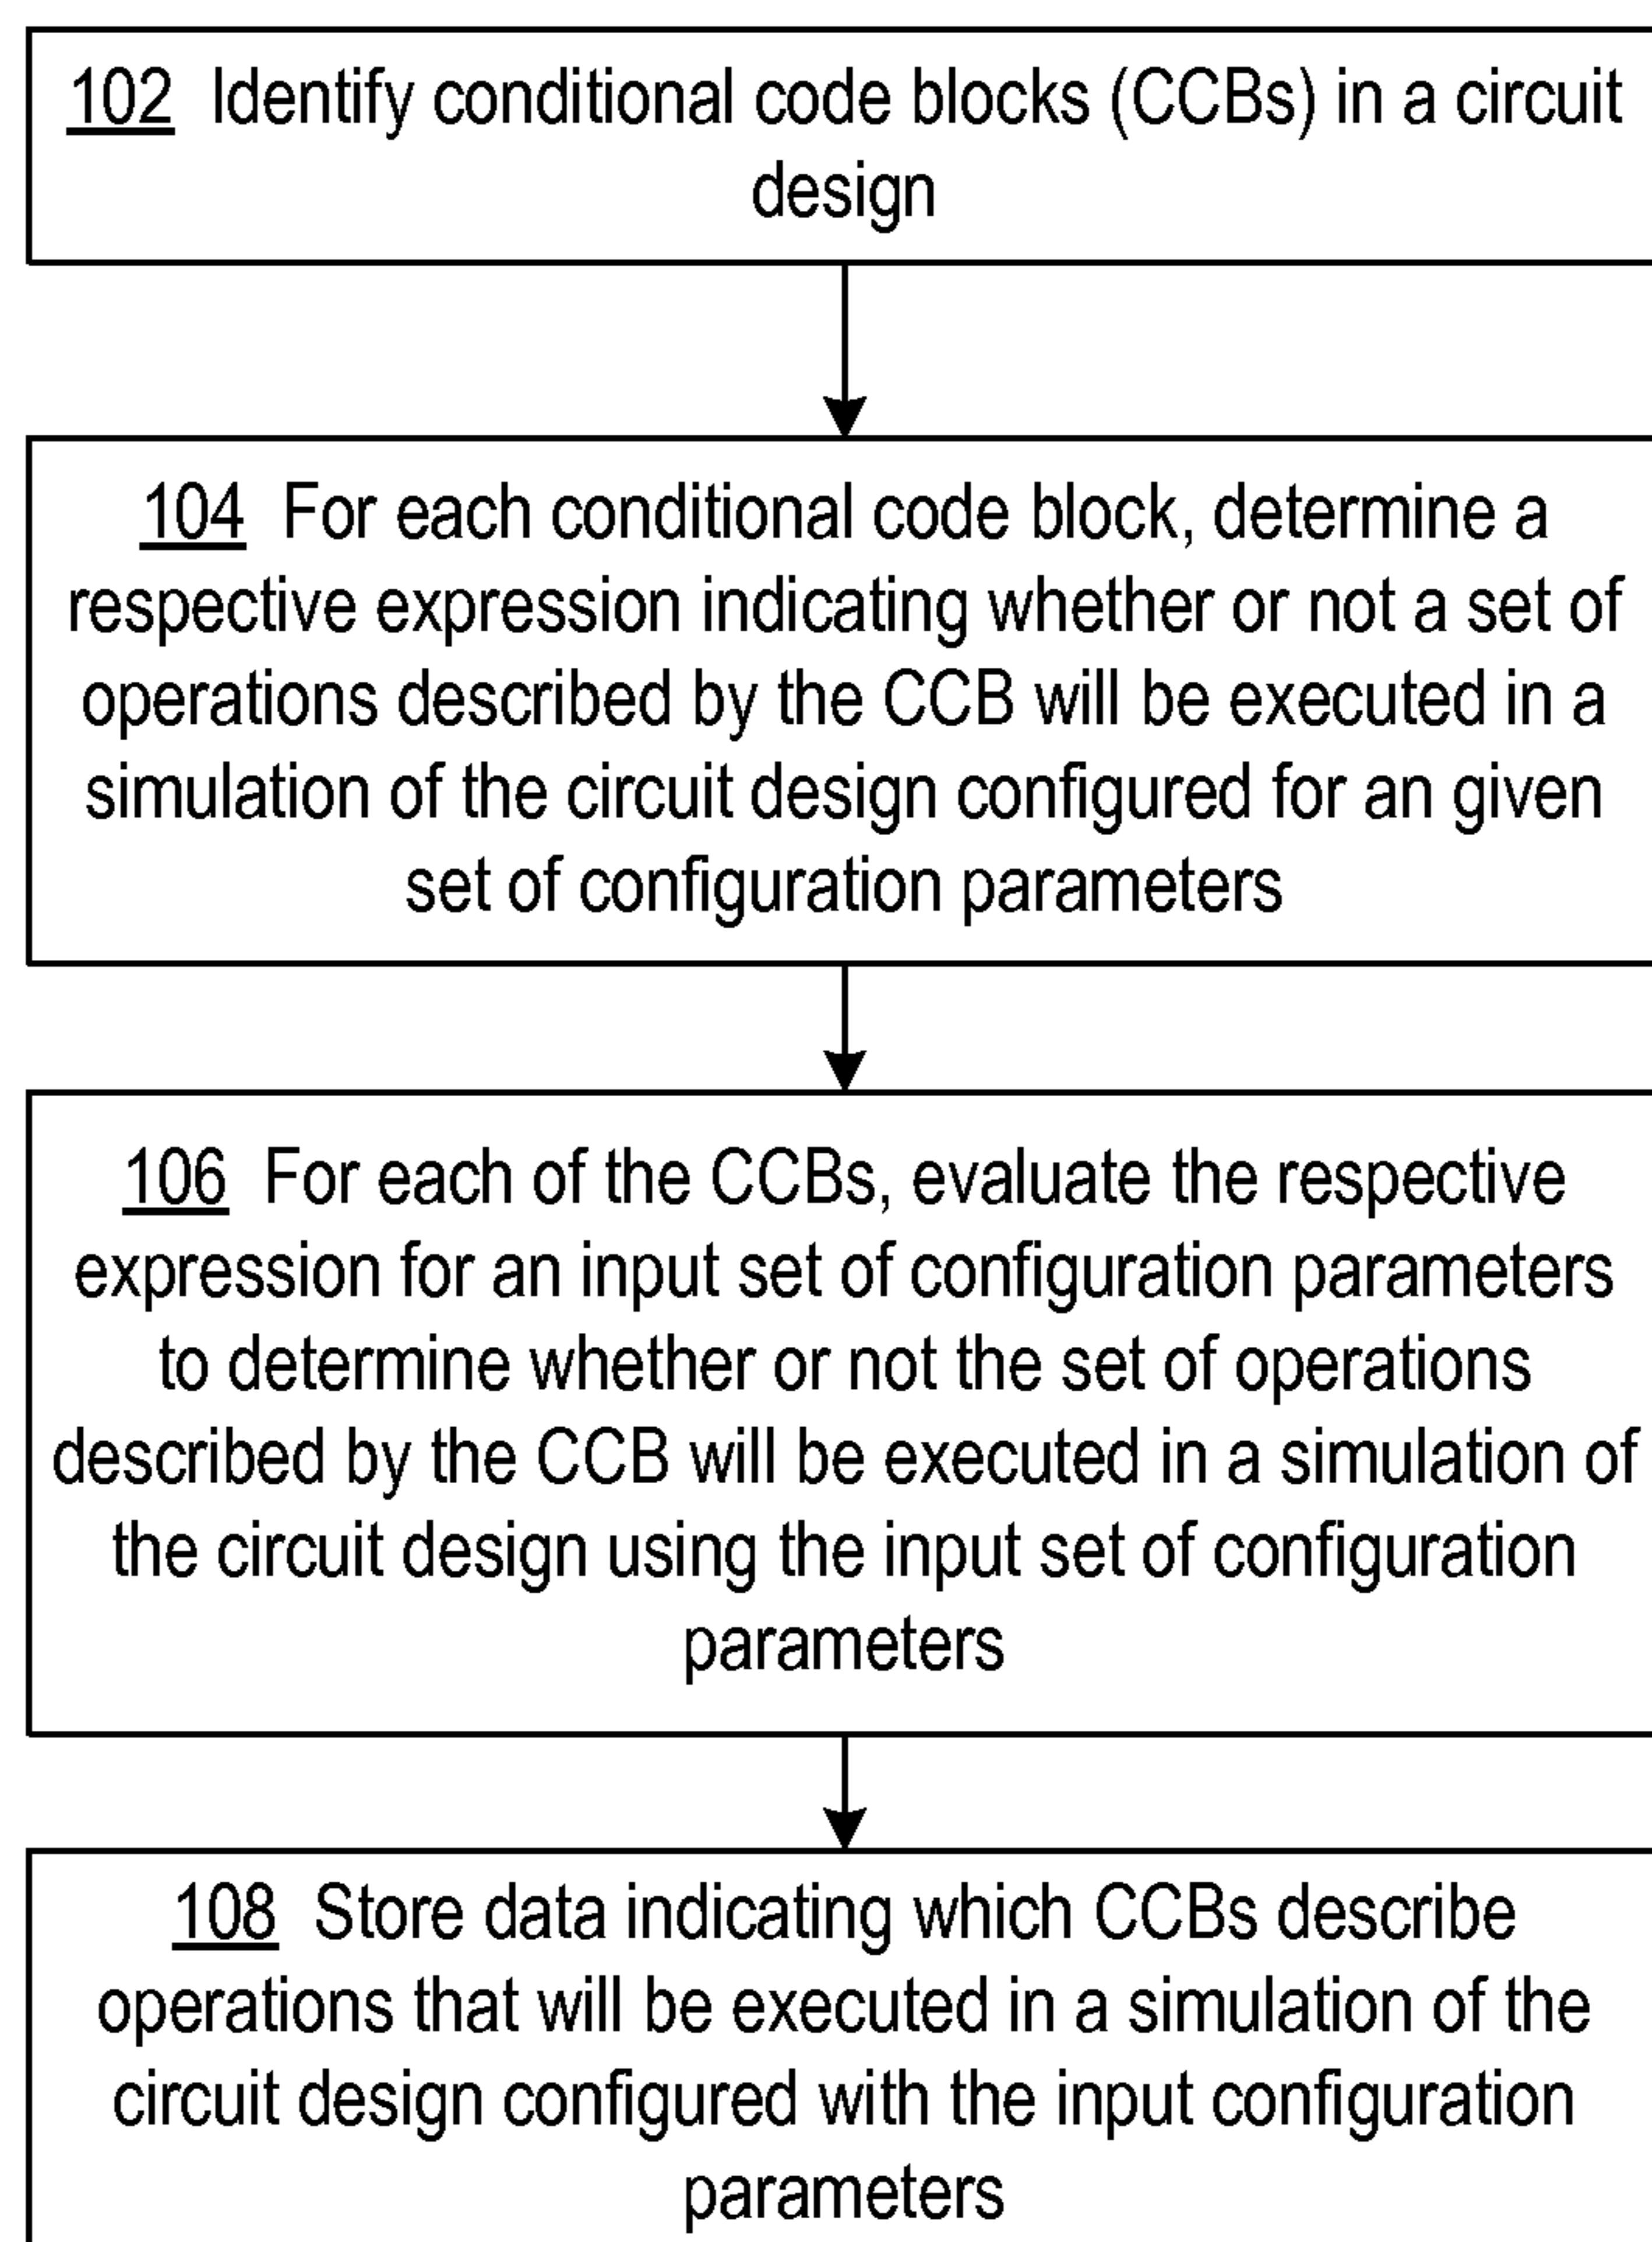 102 Identify conditional code blocks (CCBs) in a circuit
design
104 For each conditional code block, determine a
respective expression indicating whether or not a set of
operations described by the CCB will be executed in a
simulation of the circuit design configured for an given
set of configuration parameters
106 For each of the CCBs, evaluate the respective
expression for an input set of configuration parameters
to determine whether or not the set of operations
described by the CCB will be executed in a simulation of
the circuit design using the input set of configuration
parameters
108 Store data indicating which CCBs describe
operations that will be executed in a simulation of the
circuit design configured with the input configuration
parameters